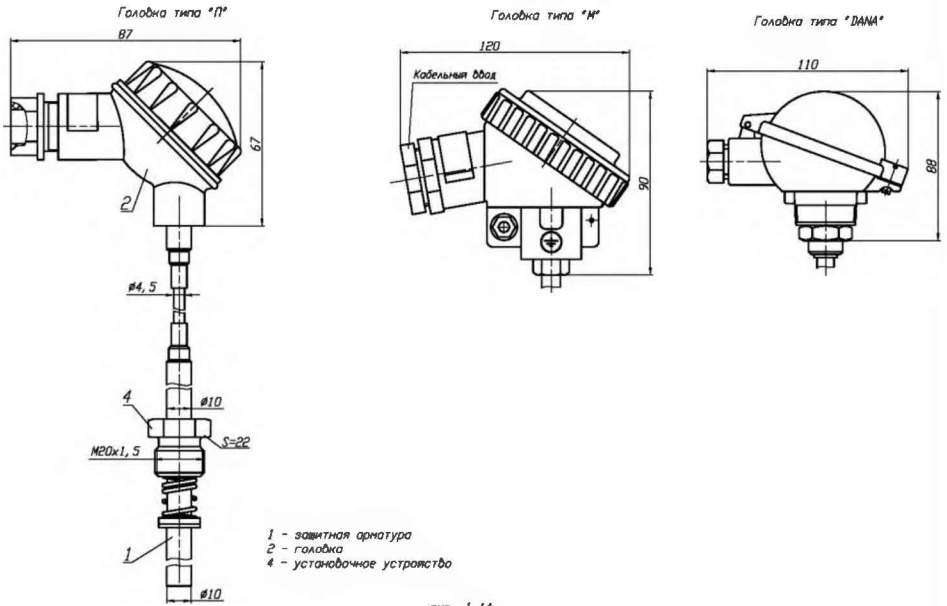 Головка типа "П"
87
67
2
ø4,5
ø10
4
S=22
М20х1,5
1
ø10
Головка типа "М"
120
Кабельный ввод
90
Головка типа "DANA"
110
88
1 - защитная арматура
2 - головка
4 - установочное устройство